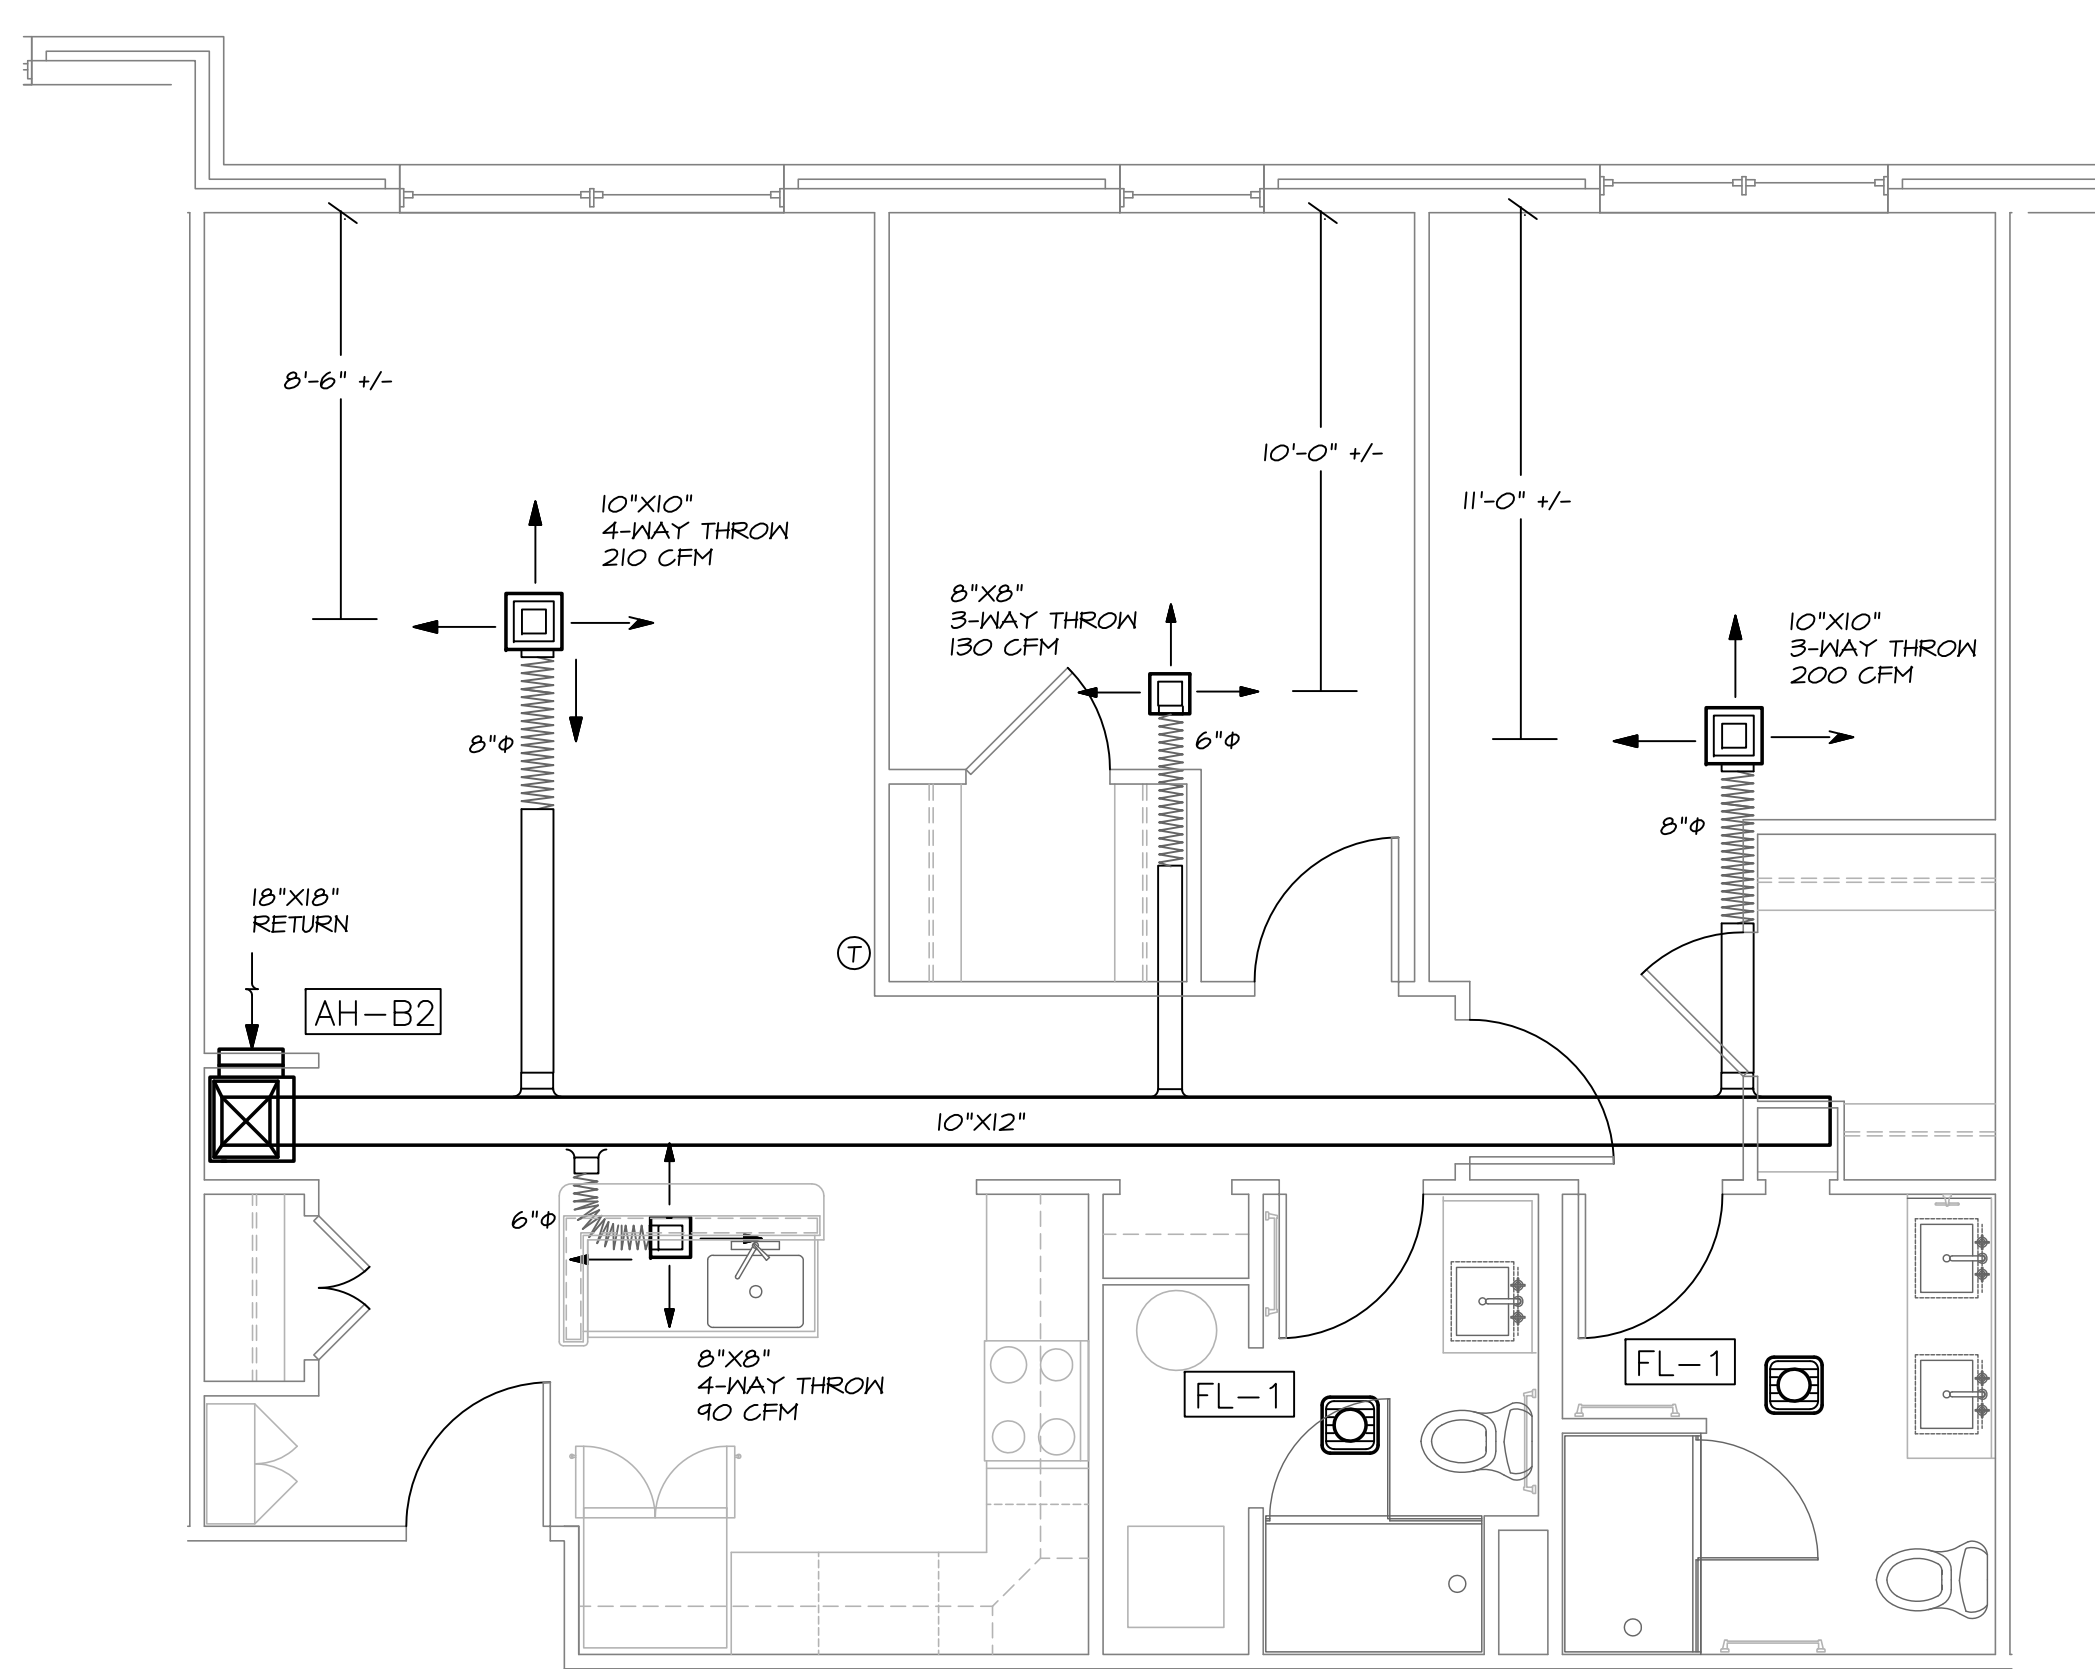 8'-6" +/-
10'-0" +/-
11'-0" +/-
10"X10"
4-WAY THROW
210 CFM
8"X8"
3-WAY THROW
130 CFM
10"X10"
3-WAY THROW
200 CFM
8"Φ
6"Φ
8"Φ
18"X18"
RETURN
T
AH-B2
10"X12"
6"Φ
8"X8"
4-WAY THROW
90 CFM
FL-1
FL-1